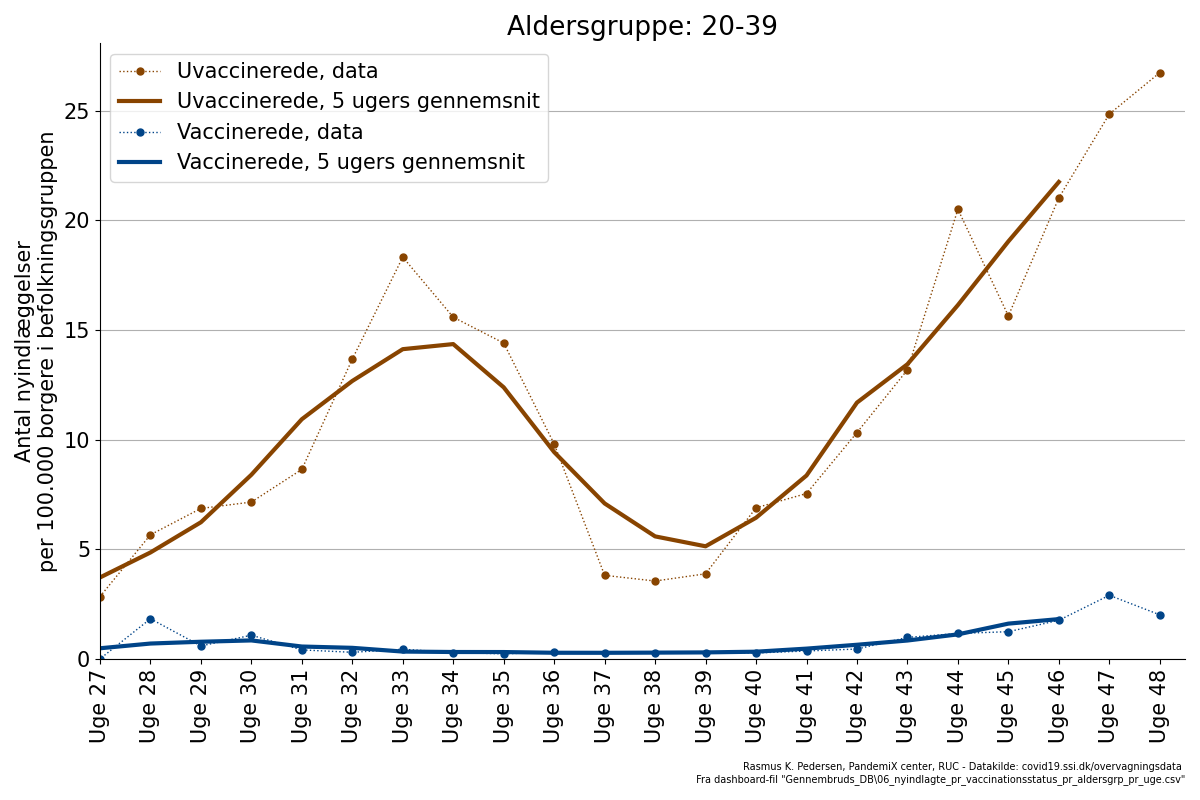 Aldersgruppe: 20-39
Uvaccinerede, data
Uvaccinerede, 5 ugers gennemsnit
Vaccinerede, data
Vaccinerede, 5 ugers gennemsnit
Antal nyindlæggelser
per 100.000 borgere i befolkningsgruppen
25
20
15
10
5
0
Uge 27
Uge 28
Uge 29
Uge 30
Uge 31
Uge 32
Uge 33
Uge 34
Uge 35
Uge 36
Uge 37
Uge 38
Uge 39
Uge 40
Uge 41
Uge 42
Uge 43
Uge 44
Uge 45
Uge 46
Uge 47
Uge 48
Rasmus K. Pedersen, PandemiX center, RUC - Datakilde: covid19.ssi.dk/overvagningsdata
Fra dashboard-fil "Gennembruds_DB\06_nyindlagte_pr_vaccinationsstatus_pr_aldersgrp_pr_uge.csv"